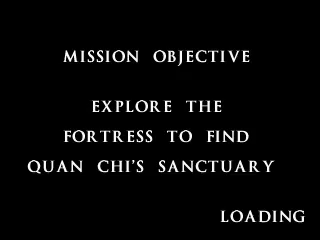 MISSION OBJECTIVE
EXPLORE THE
FORTRESS TO FIND
QUAN CHI'S SANCTUARY
LOADING